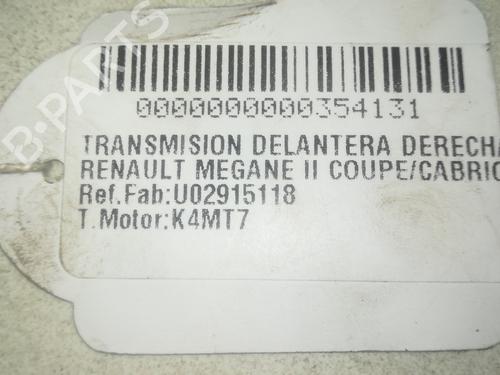 B-PARTS
0000000000354131
TRANSMISION DELANTERA DERECHA
RENAULT MEGANE II COUPE/CABRIO
Ref.Fab:U02915118
T.Motor:K4MT7